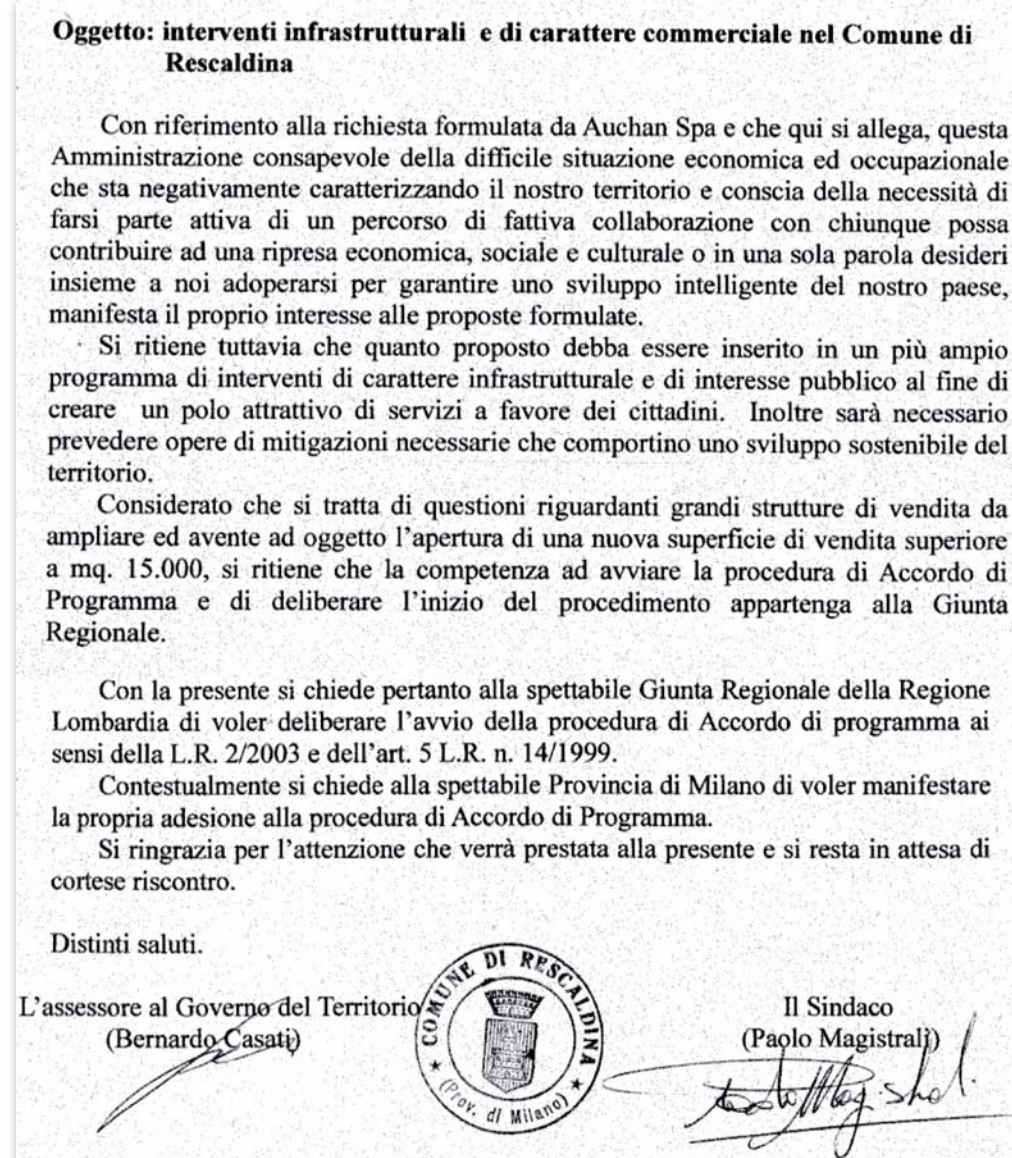 Oggetto: interventi infrastrutturali e di carattere commerciale nel Comune di
Rescaldina
Con riferimento alla richiesta formulata da Auchan Spa e che qui si allega, questa
Amministrazione consapevole della difficile situazione economica ed occupazionale
che sta negativamente caratterizzando il nostro territorio e conscia della necessità di
farsi parte attiva di un percorso di fattiva collaborazione con chiunque possa
contribuire ad una ripresa economica, sociale e culturale o in una sola parola desideri
insieme a noi adoperarsi per garantire uno sviluppo intelligente del nostro paese,
manifesta il proprio interesse alle proposte formulate.
Si ritiene tuttavia che quanto proposto debba essere inserito in un più ampio
programma di interventi di carattere infrastrutturale e di interesse pubblico al fine di
creare un polo attrattivo di servizi a favore dei cittadini. Inoltre sarà necessario
prevedere opere di mitigazioni necessarie che comportino uno sviluppo sostenibile del
territorio.
Considerato che si tratta di questioni riguardanti grandi strutture di vendita da
ampliare ed avente ad oggetto l'apertura di una nuova superficie di vendita superiore
a mq. 15.000, si ritiene che la competenza ad avviare la procedura di Accordo di
Programma e di deliberare l'inizio del procedimento appartenga alla Giunta
Regionale.
Con la presente si chiede pertanto alla spettabile Giunta Regionale della Regione
Lombardia di voler deliberare l'avvio della procedura di Accordo di programma ai
sensi della L.R. 2/2003 e dell'art. 5 L.R. n. 14/1999.
Contestualmente si chiede alla spettabile Provincia di Milano di voler manifestare
la propria adesione alla procedura di Accordo di Programma.
Si ringrazia per l'attenzione che verrà prestata alla presente e si resta in attesa di
cortese riscontro.
Distinti saluti.
L'assessore al Governo del Territorio
(Bernardo Casati)
COMUNE DI RESCALDINA
(Prov. di Milano)
Il Sindaco
(Paolo Magistrali)